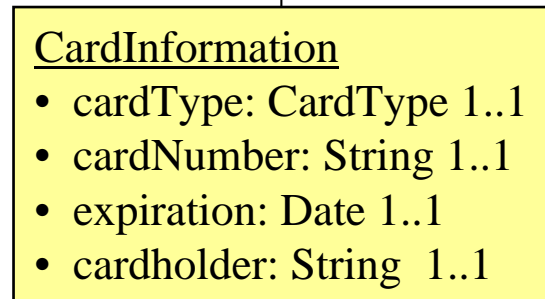 CardInformation
• cardType: CardType 1..1
• cardNumber: String 1..1
• expiration: Date 1..1
• cardholder: String  1..1